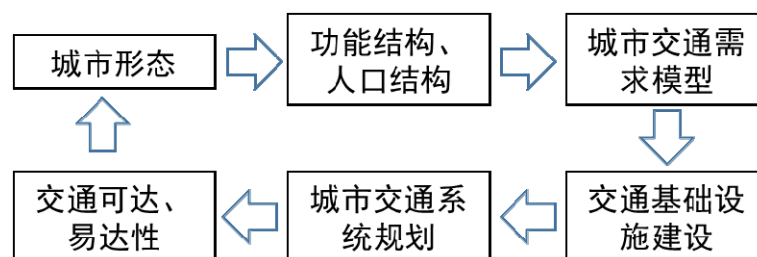 城市形态
功能结构、
人口结构
城市交通需
求模型
交通可达、
易达性
城市交通系
统规划
交通基础设
施建设